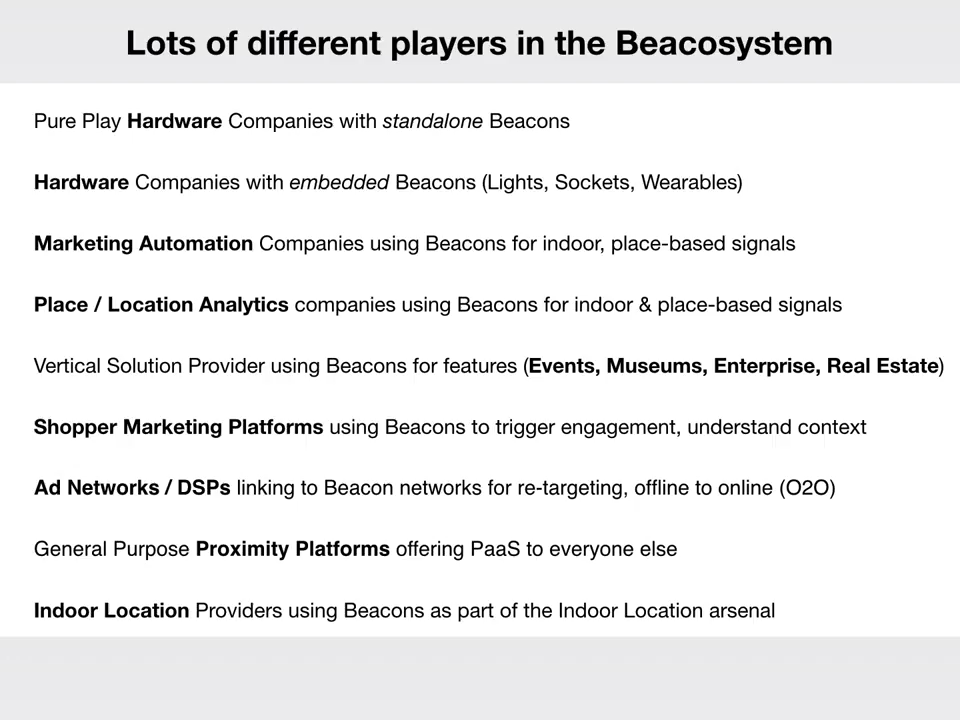 Lots of different players in the Beacosystem
Pure Play Hardware Companies with standalone Beacons
Hardware Companies with embedded Beacons (Lights, Sockets, Wearables)
Marketing Automation Companies using Beacons for indoor, place-based signals
Place / Location Analytics companies using Beacons for indoor & place-based signals
Vertical Solution Provider using Beacons for features (Events, Museums, Enterprise, Real Estate)
Shopper Marketing Platforms using Beacons to trigger engagement, understand context
Ad Networks / DSPs linking to Beacon networks for re-targeting, offline to online (O2O)
General Purpose Proximity Platforms offering PaaS to everyone else
Indoor Location Providers using Beacons as part of the Indoor Location arsenal